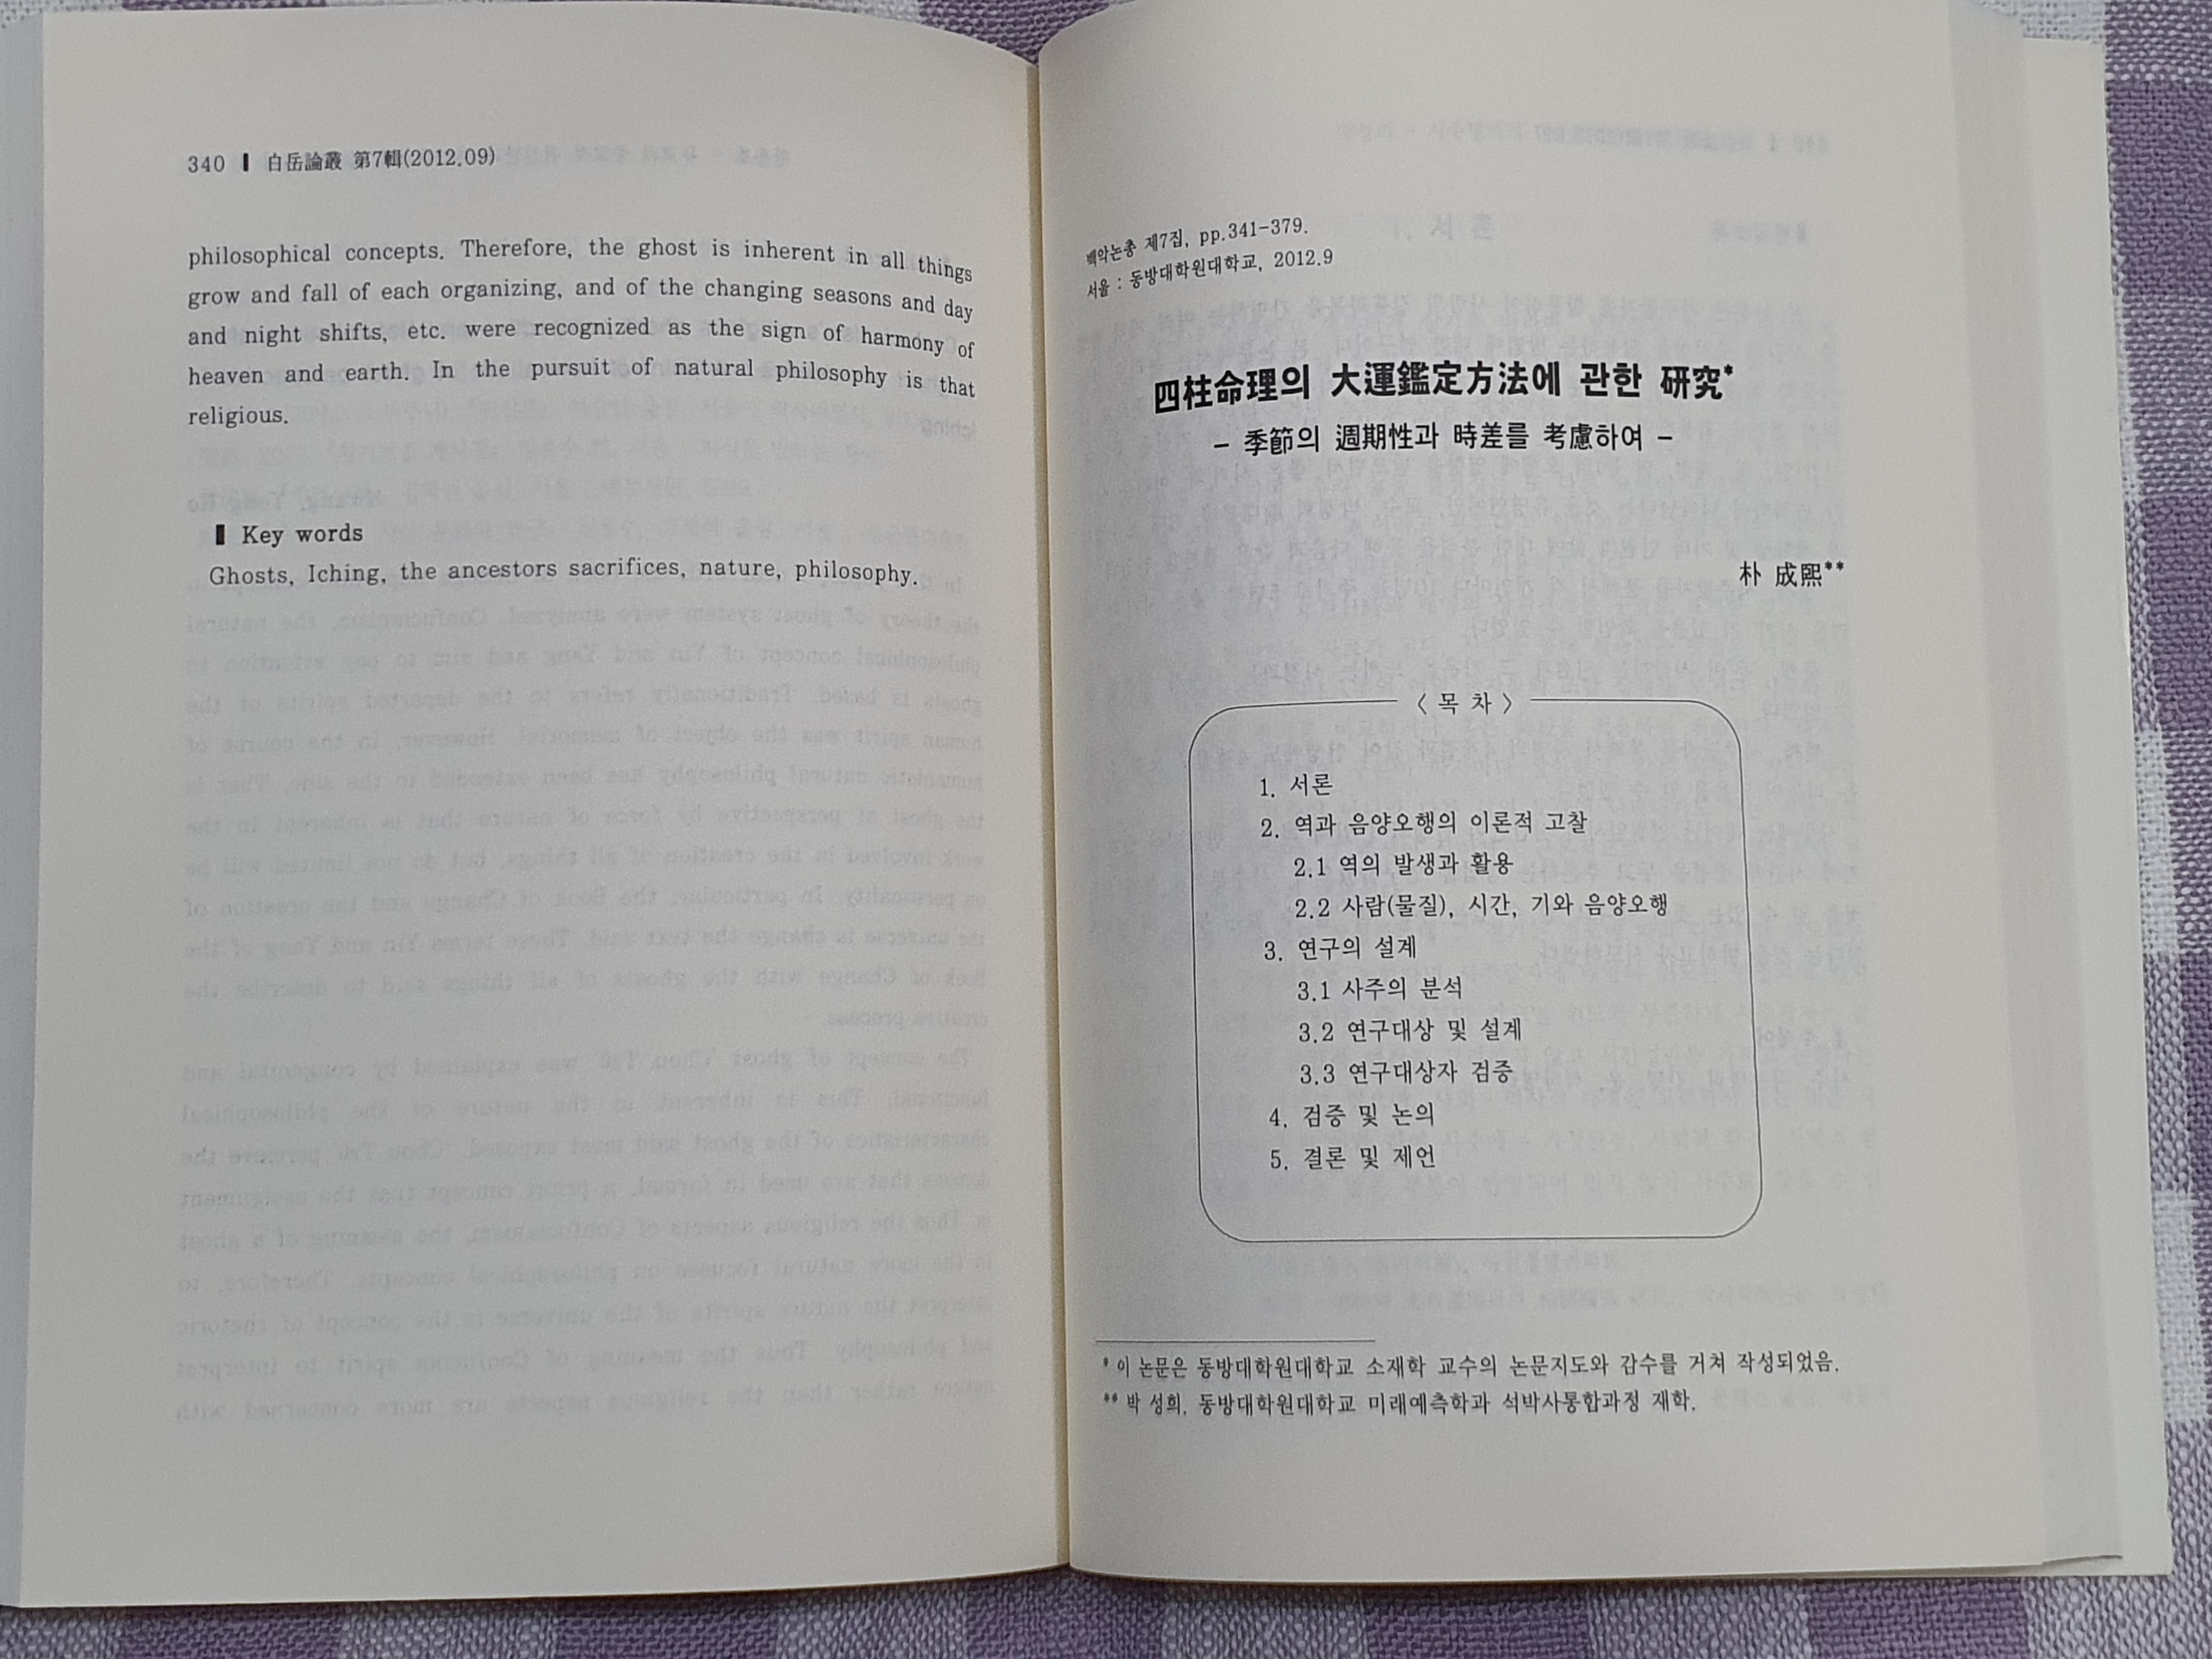 340 ▌ 白岳論叢 第7輯(2012.09)
philosophical concepts. Therefore, the ghost is inherent in all things
grow and fall of each organizing, and of the changing seasons and day
and night shifts, etc. were recognized as the sign of harmony of
heaven and earth. In the pursuit of natural philosophy is that
religious.
▌ Key words
Ghosts, Iching, the ancestors sacrifices, nature, philosophy.
백악논총 제7집, pp.341-379.
서울 : 동방대학원대학교, 2012.9
四柱命理의 大運鑑定方法에 관한 研究*
- 季節의 週期性과 時差를 考慮하여 -
朴 成熙**
〈 목 차 〉
1. 서론
2. 역과 음양오행의 이론적 고찰
2.1 역의 발생과 활용
2.2 사람(물질), 시간, 기와 음양오행
3. 연구의 설계
3.1 사주의 분석
3.2 연구대상 및 설계
3.3 연구대상자 검증
4. 검증 및 논의
5. 결론 및 제언
* 이 논문은 동방대학원대학교 소재학 교수의 논문지도와 감수를 거쳐 작성되었음.
** 박 성희, 동방대학원대학교 미래예측학과 석박사통합과정 재학.